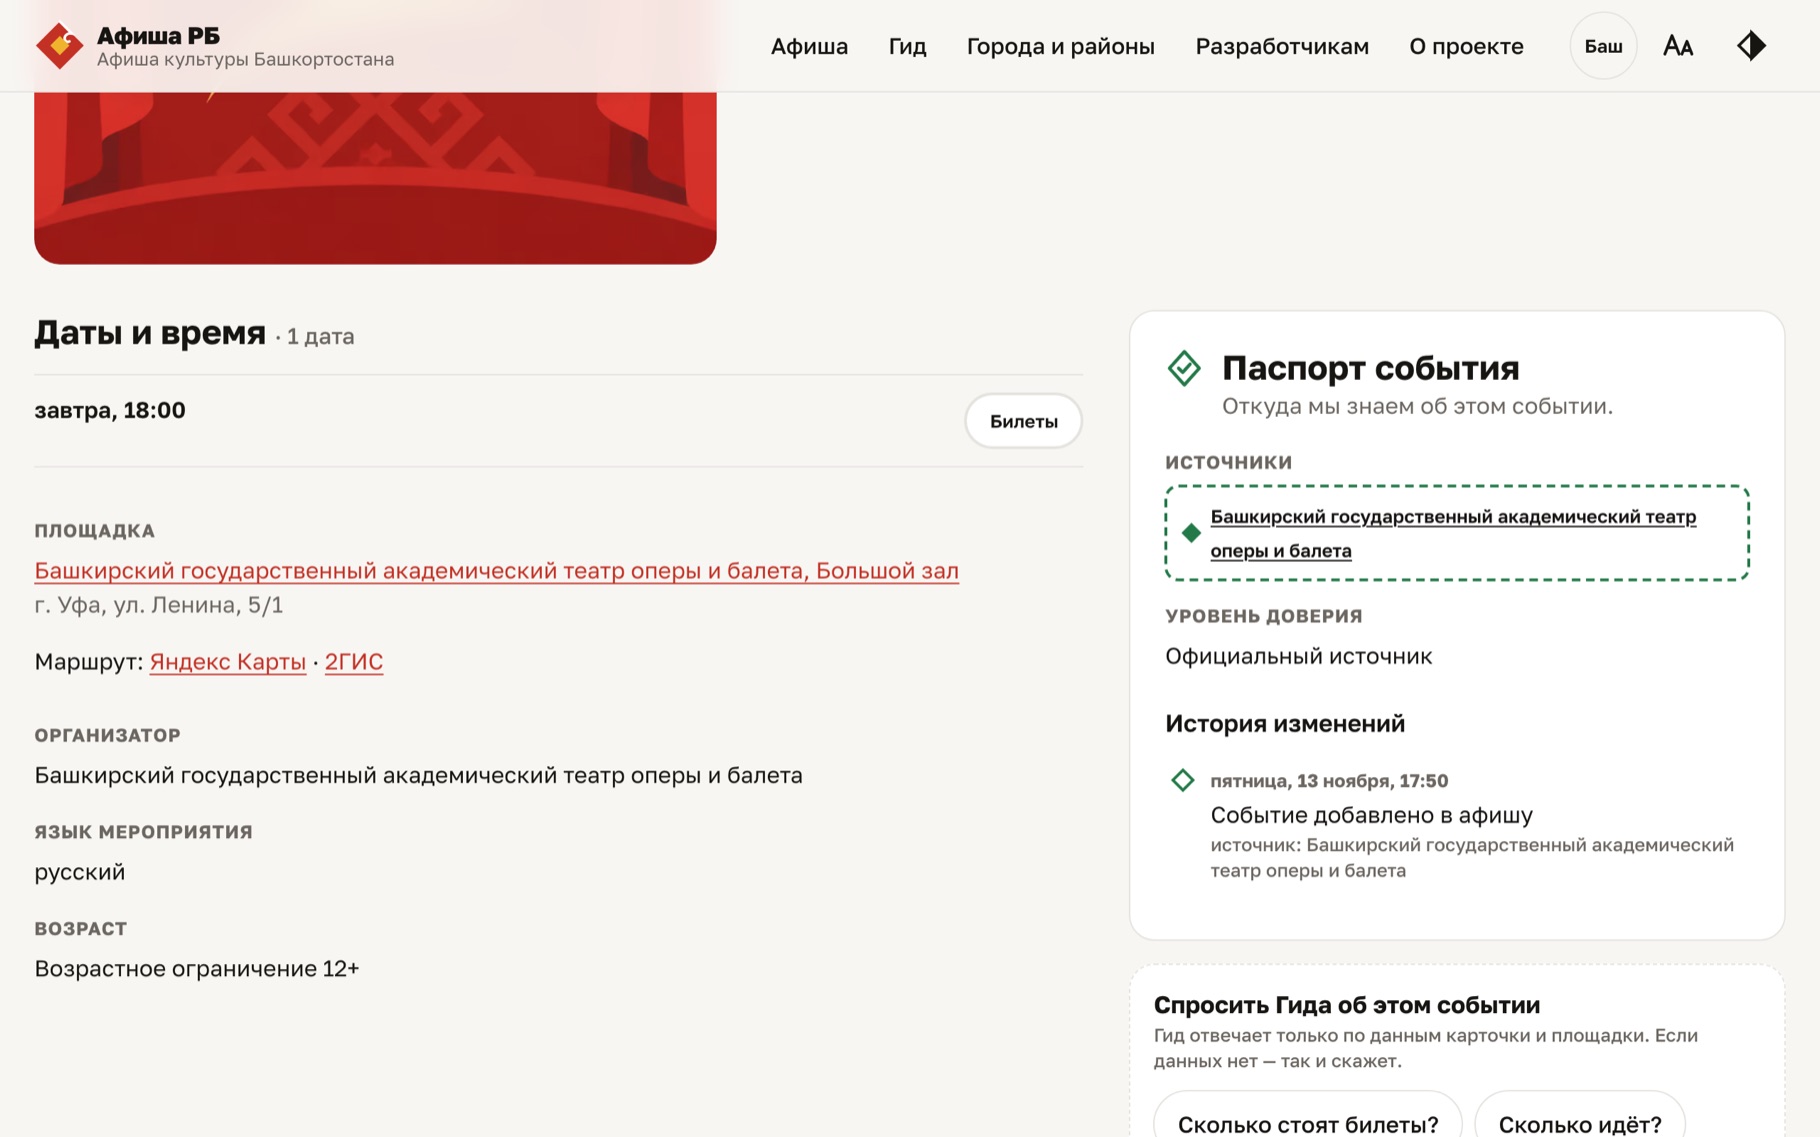 Афиша РБ
Афиша культуры Башкортостана
Афиша
Гид
Города и районы
Разработчикам
О проекте
Баш
АА
Даты и время · 1 дата
завтра, 18:00
Билеты
ПЛОЩАДКА
Башкирский государственный академический театр оперы и балета, Большой зал
г. Уфа, ул. Ленина, 5/1
Маршрут: Яндекс Карты · 2ГИС
ОРГАНИЗАТОР
Башкирский государственный академический театр оперы и балета
ЯЗЫК МЕРОПРИЯТИЯ
русский
ВОЗРАСТ
Возрастное ограничение 12+
Паспорт события
Откуда мы знаем об этом событии.
ИСТОЧНИКИ
Башкирский государственный академический театр
оперы и балета
УРОВЕНЬ ДОВЕРИЯ
Официальный источник
История изменений
пятница, 13 ноября, 17:50
Событие добавлено в афишу
источник: Башкирский государственный академический
театр оперы и балета
Спросить Гида об этом событии
Гид отвечает только по данным карточки и площадки. Если
данных нет — так и скажет.
Сколько стоят билеты?
Сколько идёт?